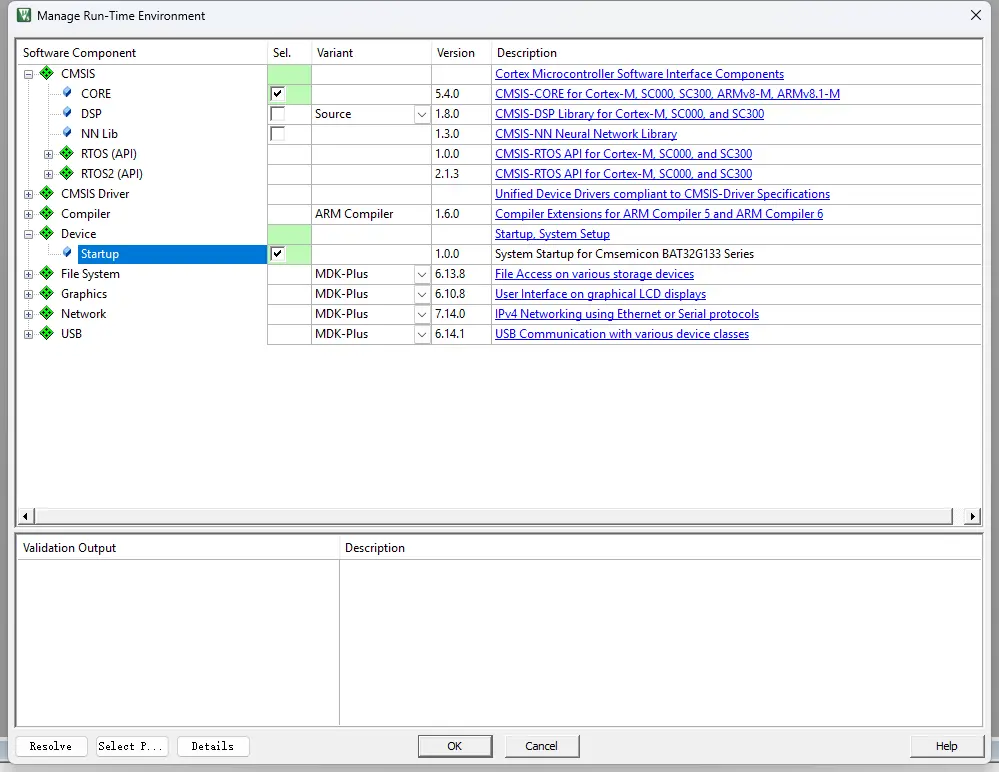 Manage Run-Time Environment
Software Component Sel. Variant Version Description
CMSIS Cortex Microcontroller Software Interface Components
CORE 5.4.0 CMSIS-CORE for Cortex-M, SC000, SC300, ARMv8-M, ARMv8.1-M
DSP Source 1.8.0 CMSIS-DSP Library for Cortex-M, SC000, and SC300
NN Lib 1.3.0 CMSIS-NN Neural Network Library
RTOS (API) 1.0.0 CMSIS-RTOS API for Cortex-M, SC000, and SC300
RTOS2 (API) 2.1.3 CMSIS-RTOS API for Cortex-M, SC000, and SC300
CMSIS Driver Unified Device Drivers compliant to CMSIS-Driver Specifications
Compiler ARM Compiler 1.6.0 Compiler Extensions for ARM Compiler 5 and ARM Compiler 6
Device Startup, System Setup
Startup 1.0.0 System Startup for Cmsemicon BAT32G133 Series
File System MDK-Plus 6.13.8 File Access on various storage devices
Graphics MDK-Plus 6.10.8 User Interface on graphical LCD displays
Network MDK-Plus 7.14.0 IPv4 Networking using Ethernet or Serial protocols
USB MDK-Plus 6.14.1 USB Communication with various device classes
Validation Output Description
Resolve Select P... Details OK Cancel Help